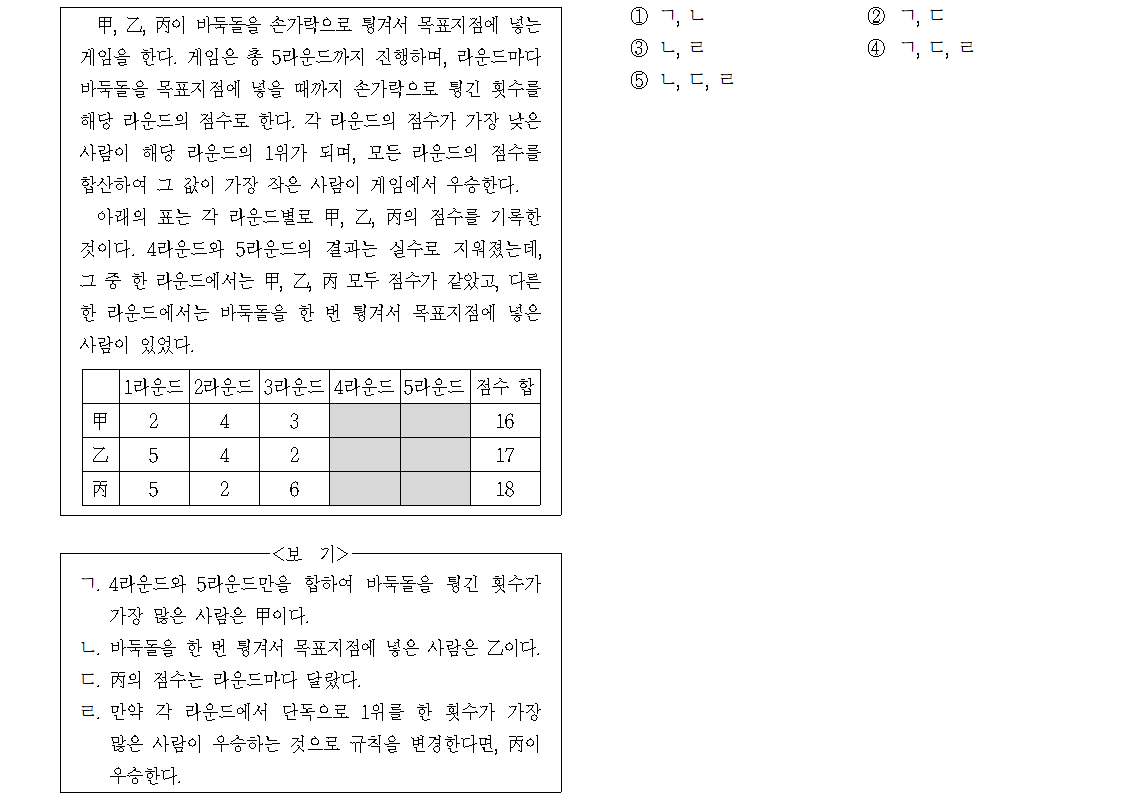 甲, 乙, 丙이 바둑돌을 손가락으로 튕겨서 목표지점에 넣는
게임을 한다. 게임은 총 5라운드까지 진행하며, 라운드마다
바둑돌을 목표지점에 넣을 때까지 손가락으로 튕긴 횟수를
해당 라운드의 점수로 한다. 각 라운드의 점수가 가장 낮은
사람이 해당 라운드의 1위가 되며, 모든 라운드의 점수를
합산하여 그 값이 가장 작은 사람이 게임에서 우승한다.
아래의 표는 각 라운드별로 甲, 乙, 丙의 점수를 기록한
것이다. 4라운드와 5라운드의 결과는 실수로 지워졌는데,
그 중 한 라운드에서는 甲, 乙, 丙 모두 점수가 같았고, 다른
한 라운드에서는 바둑돌을 한 번 튕겨서 목표지점에 넣은
사람이 있었다.
1라운드 2라운드 3라운드 4라운드 5라운드 점수 합
甲 2 4 3 16
乙 5 4 2 17
丙 5 2 6 18
<보 기>
ㄱ. 4라운드와 5라운드만을 합하여 바둑돌을 튕긴 횟수가
가장 많은 사람은 甲이다.
ㄴ. 바둑돌을 한 번 튕겨서 목표지점에 넣은 사람은 乙이다.
ㄷ. 丙의 점수는 라운드마다 달랐다.
ㄹ. 만약 각 라운드에서 단독으로 1위를 한 횟수가 가장
많은 사람이 우승하는 것으로 규칙을 변경한다면, 丙이
우승한다.
① ㄱ, ㄴ ② ㄱ, ㄷ
③ ㄴ, ㄹ ④ ㄱ, ㄷ, ㄹ
⑤ ㄴ, ㄷ, ㄹ